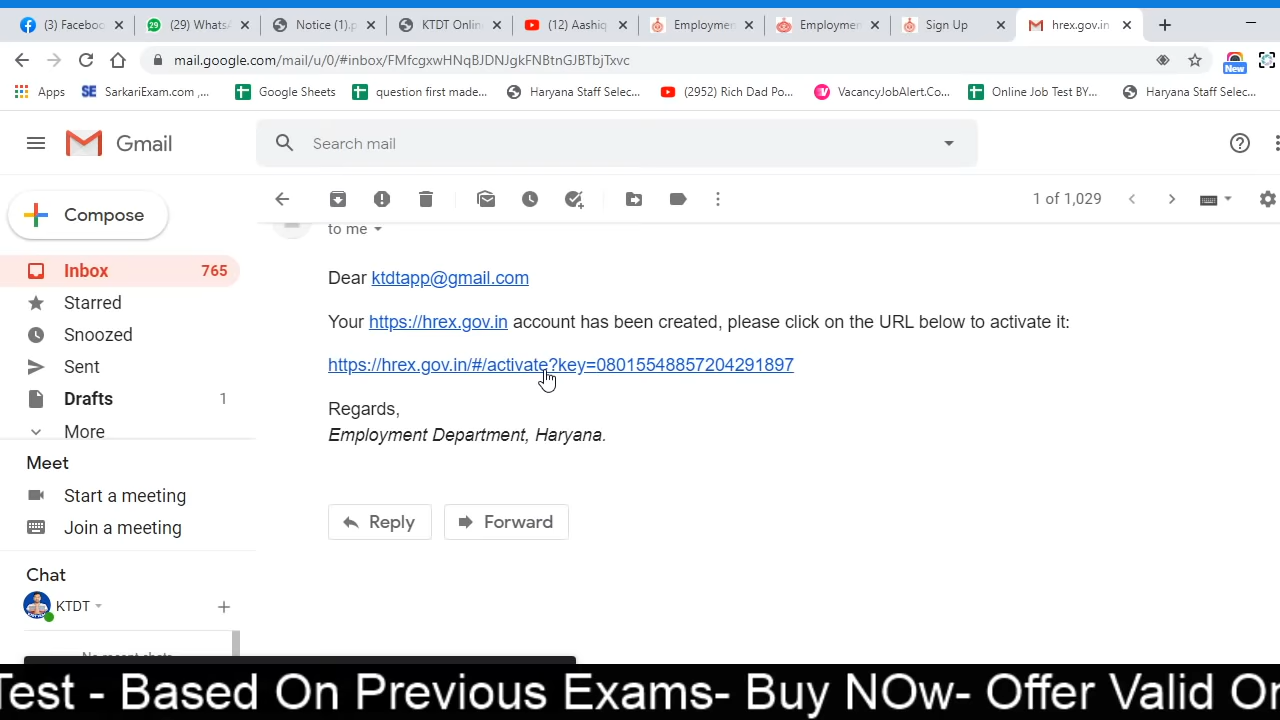 (3) Faceboo
(29) WhatsA
Notice (1).p
KTDT Onlin
(12) Aashiq
Employme
Employmen
Sign Up
hrex.gov.in
mail.google.com/mail/u/0/#inbox/FMfcgxwHNqBJDNJgkFNBtnGJBTbjTxvc
New
Apps
SE SarkariExam.com ,...
Google Sheets
question first made...
Haryana Staff Selec...
(2952) Rich Dad Po...
VacancyJobAlert.Co...
Online Job Test BY...
Haryana Staff Selec...
Gmail
Search mail
Compose
1 of 1,029
Inbox 765
Starred
Snoozed
Sent
Drafts 1
More
Meet
Start a meeting
Join a meeting
Chat
KTDT
to me
Dear ktdtapp@gmail.com
Your https://hrex.gov.in account has been created, please click on the URL below to activate it:
https://hrex.gov.in/#/activate?key=08015548857204291897
Regards,
Employment Department, Haryana.
Reply
Forward
Test - Based On Previous Exams- Buy NOw- Offer Valid On